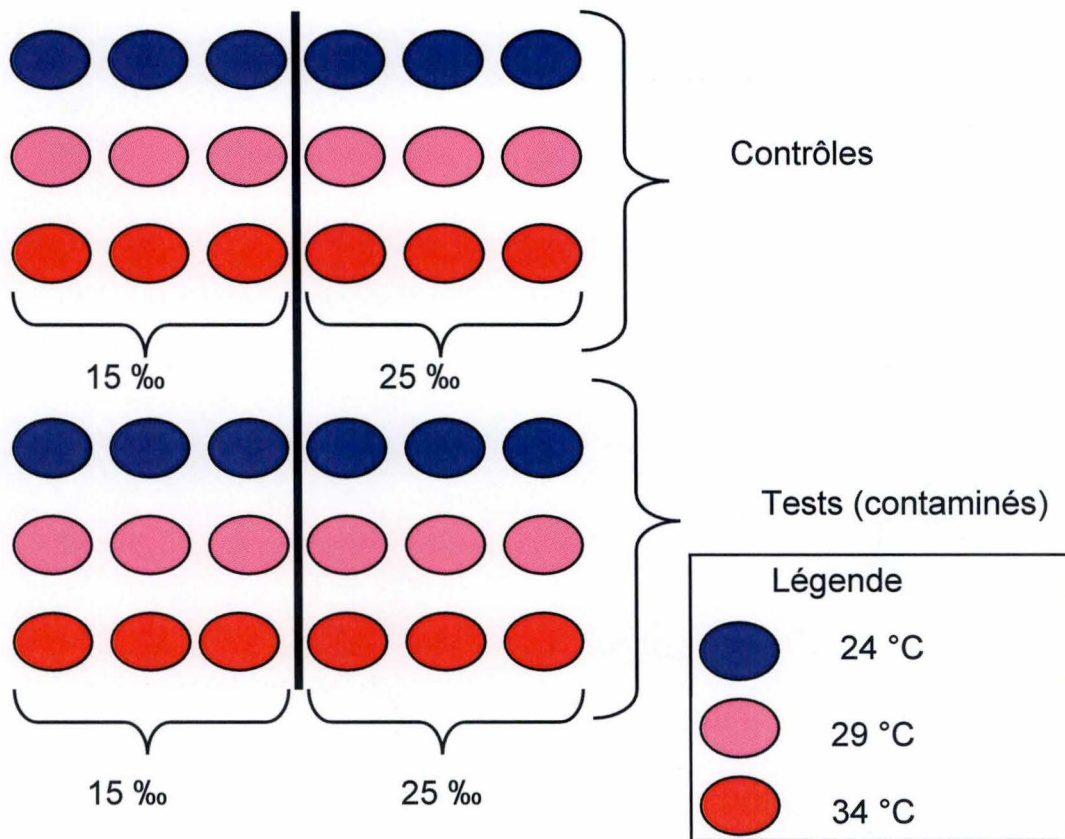 Contrôles
15 ‰
25 ‰
Tests (contaminés)
Légende
24 °C
29 °C
34 °C
15 ‰
25 ‰